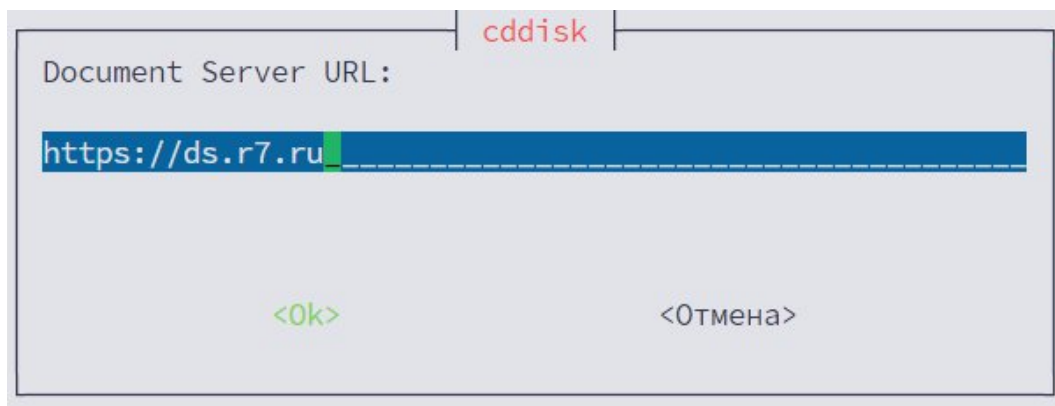 cddisk
Document Server URL:
https://ds.r7.ru
<Ok> <Отмена>